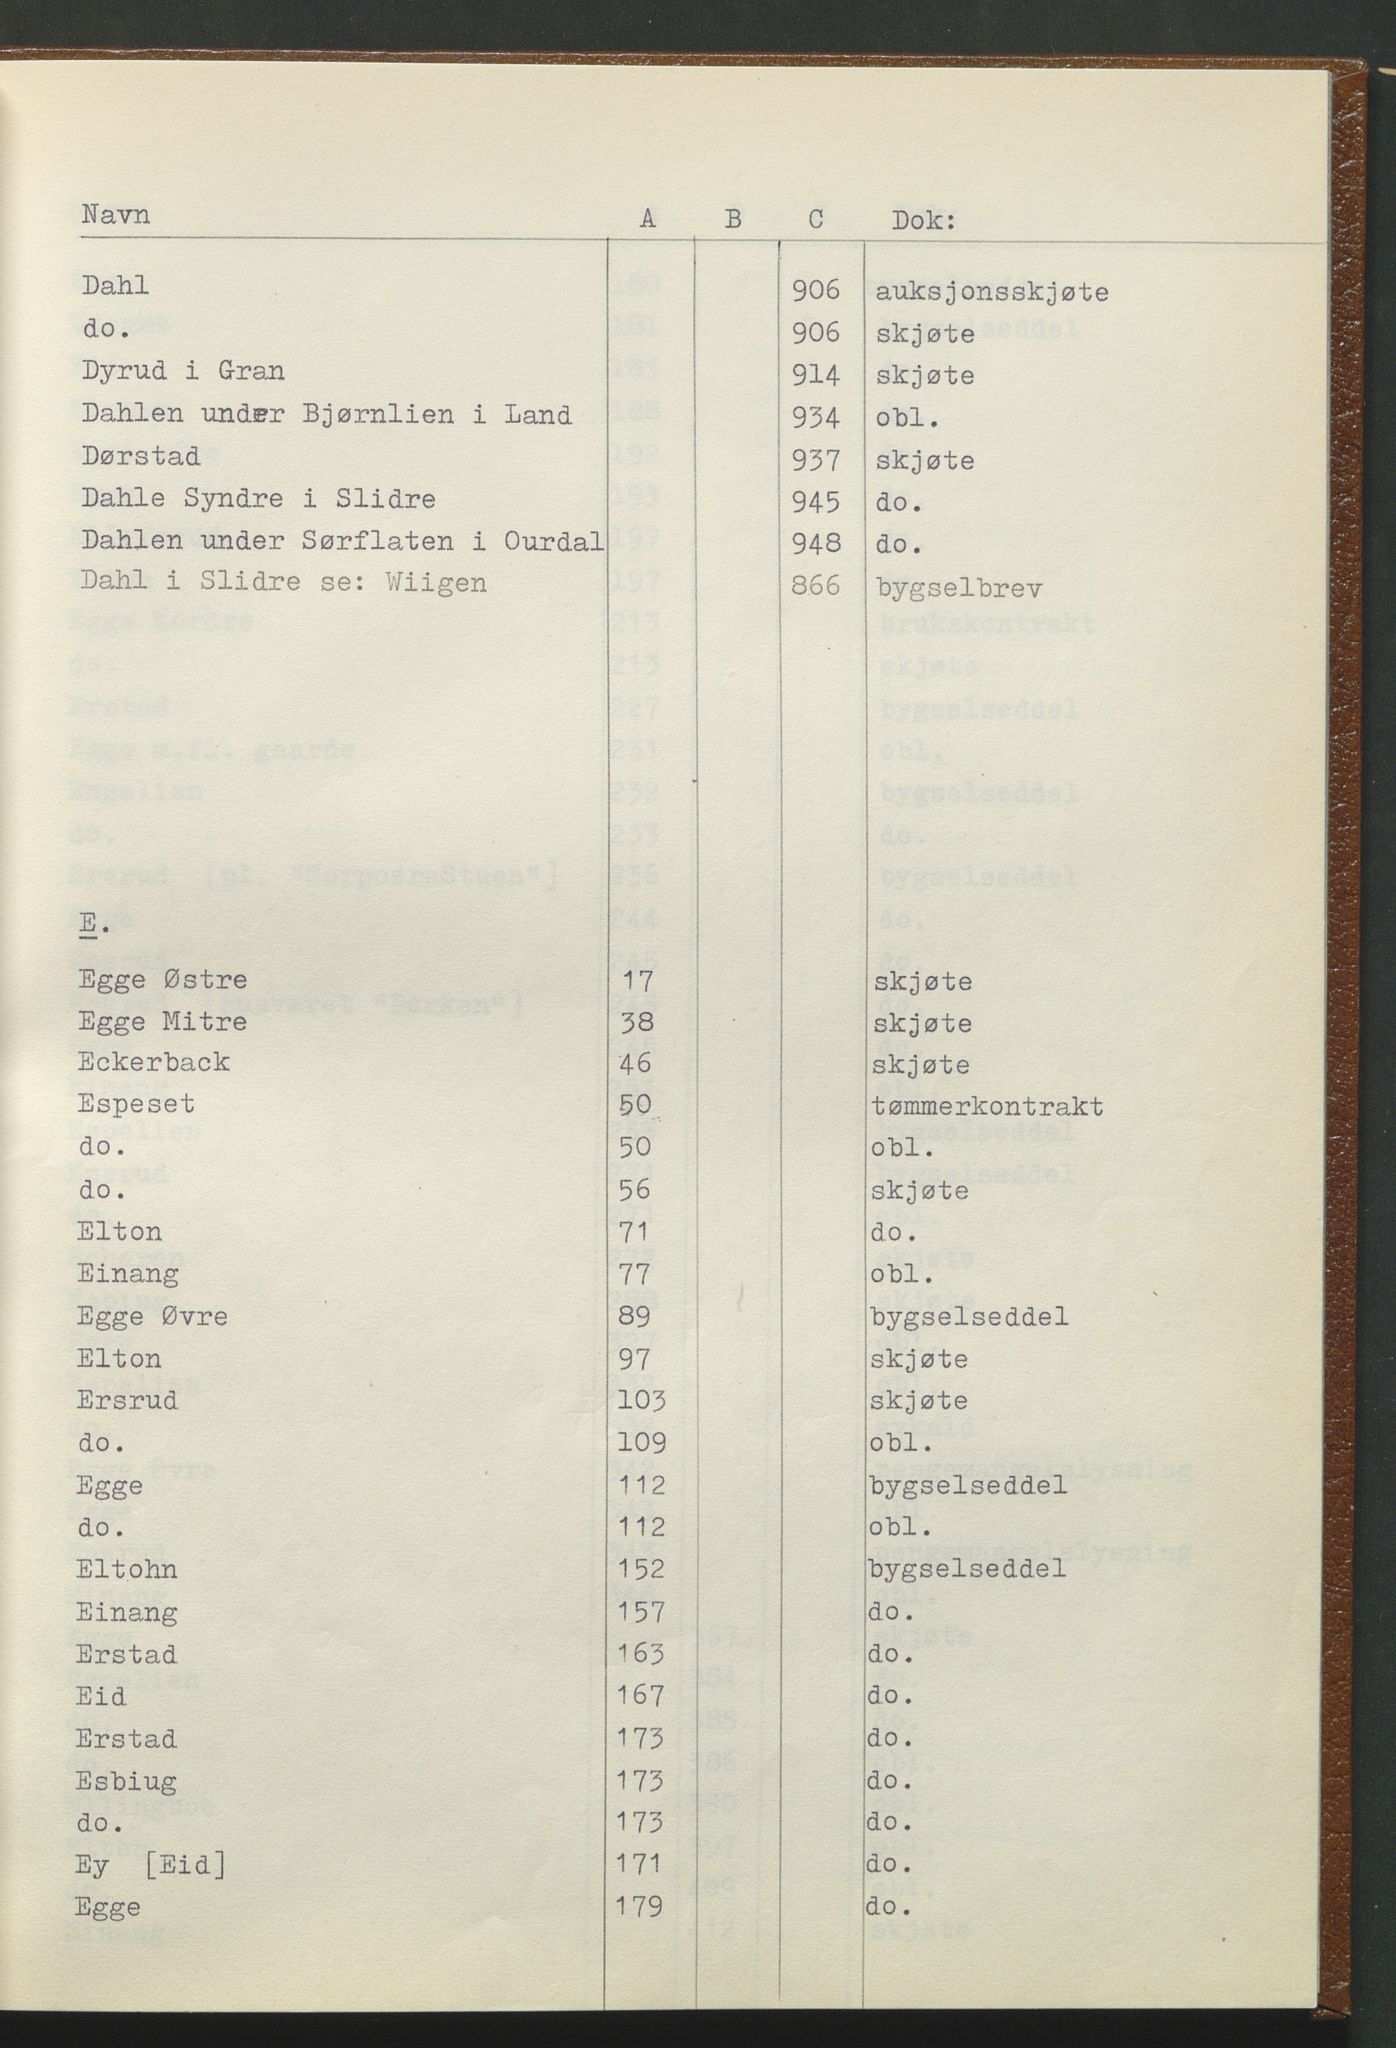 Navn A B C Dok:
Dahl 906 auksjonsskjøte
do. 906 skjøte
Dyrud i Gran 914 skjøte
Dahlen under Bjørnlien i Land 934 obl.
Dørstad 937 skjøte
Dahle Syndre i Slidre 945 do.
Dahlen under Sørflaten i Ourdal 948 do.
Dahl i Slidre se: Wiigen 866 bygselbrev
E.
Egge Østre 17 skjøte
Egge Mitre 38 skjøte
Eckerback 46 skjøte
Espeset 50 tømmerkontrakt
do. 50 obl.
do. 56 skjøte
Elton 71 do.
Einang 77 obl.
Egge Øvre 89 bygselseddel
Elton 97 skjøte
Ersrud 103 skjøte
do. 109 obl.
Egge 112 bygselseddel
do. 112 obl.
Eltohn 152 bygselseddel
Einang 157 do.
Erstad 163 do.
Eid 167 do.
Erstad 173 do.
Esbiug 173 do.
do. 173 do.
Ey [Eid] 171 do.
Egge 179 do.